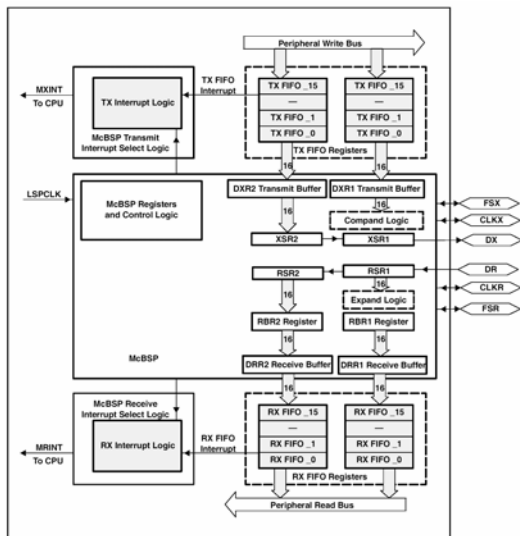 Peripheral Write Bus
TX FIFO
Interrupt
MXINT
To CPU
TX Interrupt Logic
McBSP Transmit
Interrupt Select Logic
TX FIFO _15
—
TX FIFO _1
TX FIFO _0
TX FIFO _15
—
TX FIFO _1
TX FIFO _0
TX FIFO Registers
16
16
LSPCLK
McBSP Registers
and Control Logic
DXR2 Transmit Buffer
DXR1 Transmit Buffer
16
16
Compand Logic
XSR2
XSR1
RSR2
RSR1
16
16
Expand Logic
RBR2 Register
RBR1 Register
16
16
McBSP
DRR2 Receive Buffer
DRR1 Receive Buffer
FSX
CLKX
DX
DR
CLKR
FSR
16
16
McBSP Receive
Interrupt Select Logic
RX Interrupt Logic
MRINT
To CPU
RX FIFO
Interrupt
RX FIFO _15
—
RX FIFO _1
RX FIFO _0
RX FIFO _15
—
RX FIFO _1
RX FIFO _0
RX FIFO Registers
Peripheral Read Bus